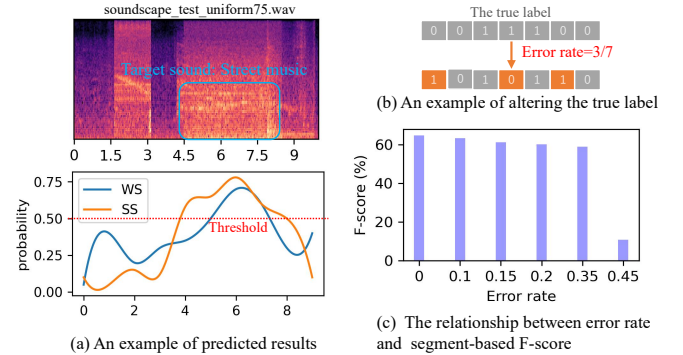 soundscape_test_uniform75.wav
Target sound: Street music
0 1.5 3 4.5 6 7.5 9
0.75
0.50
0.25
0.00
probability
WS
SS
Threshold
0 2 4 6 8
(a) An example of predicted results
The true label
0 0 1 1 1 0 0
Error rate=3/7
1 0 1 0 1 1 0
(b) An example of altering the true label
60
40
20
0
F-score (%)
0 0.1 0.15 0.2 0.35 0.45
Error rate
(c) The relationship between error rate
and segment-based F-score